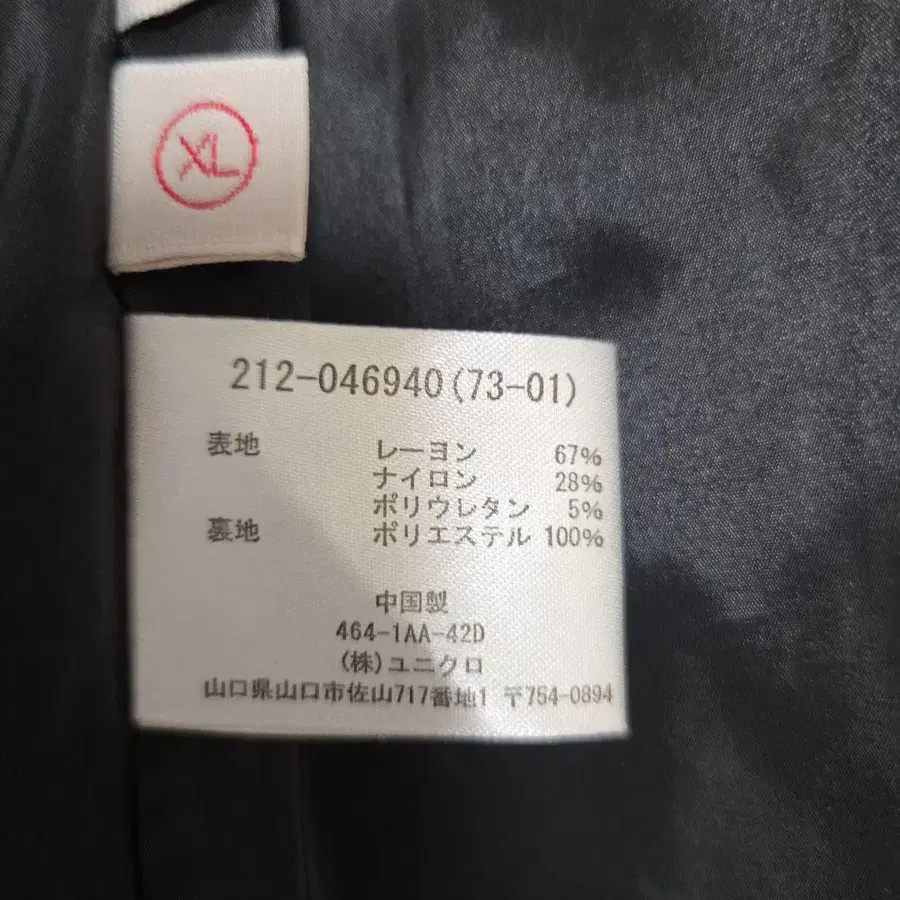 XL
212-046940(73-01)
表地 レーヨン 67%
ナイロン 28%
ポリウレタン 5%
裏地 ポリエステル 100%
中国製
464-1AA-42D
(株)ユニクロ
山口県山口市佐山717番地1 〒754-0894